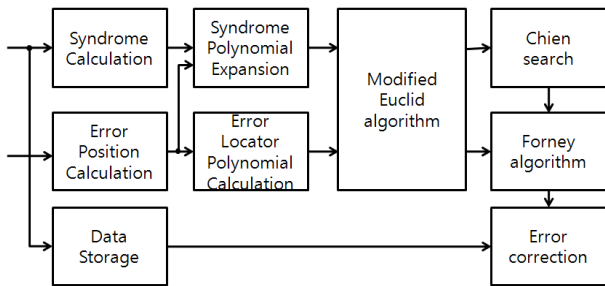 Syndrome
Calculation
Syndrome
Polynomial
Expansion
Modified
Euclid
algorithm
Chien
search
Error
Position
Calculation
Error
Locator
Polynomial
Calculation
Forney
algorithm
Data
Storage
Error
correction